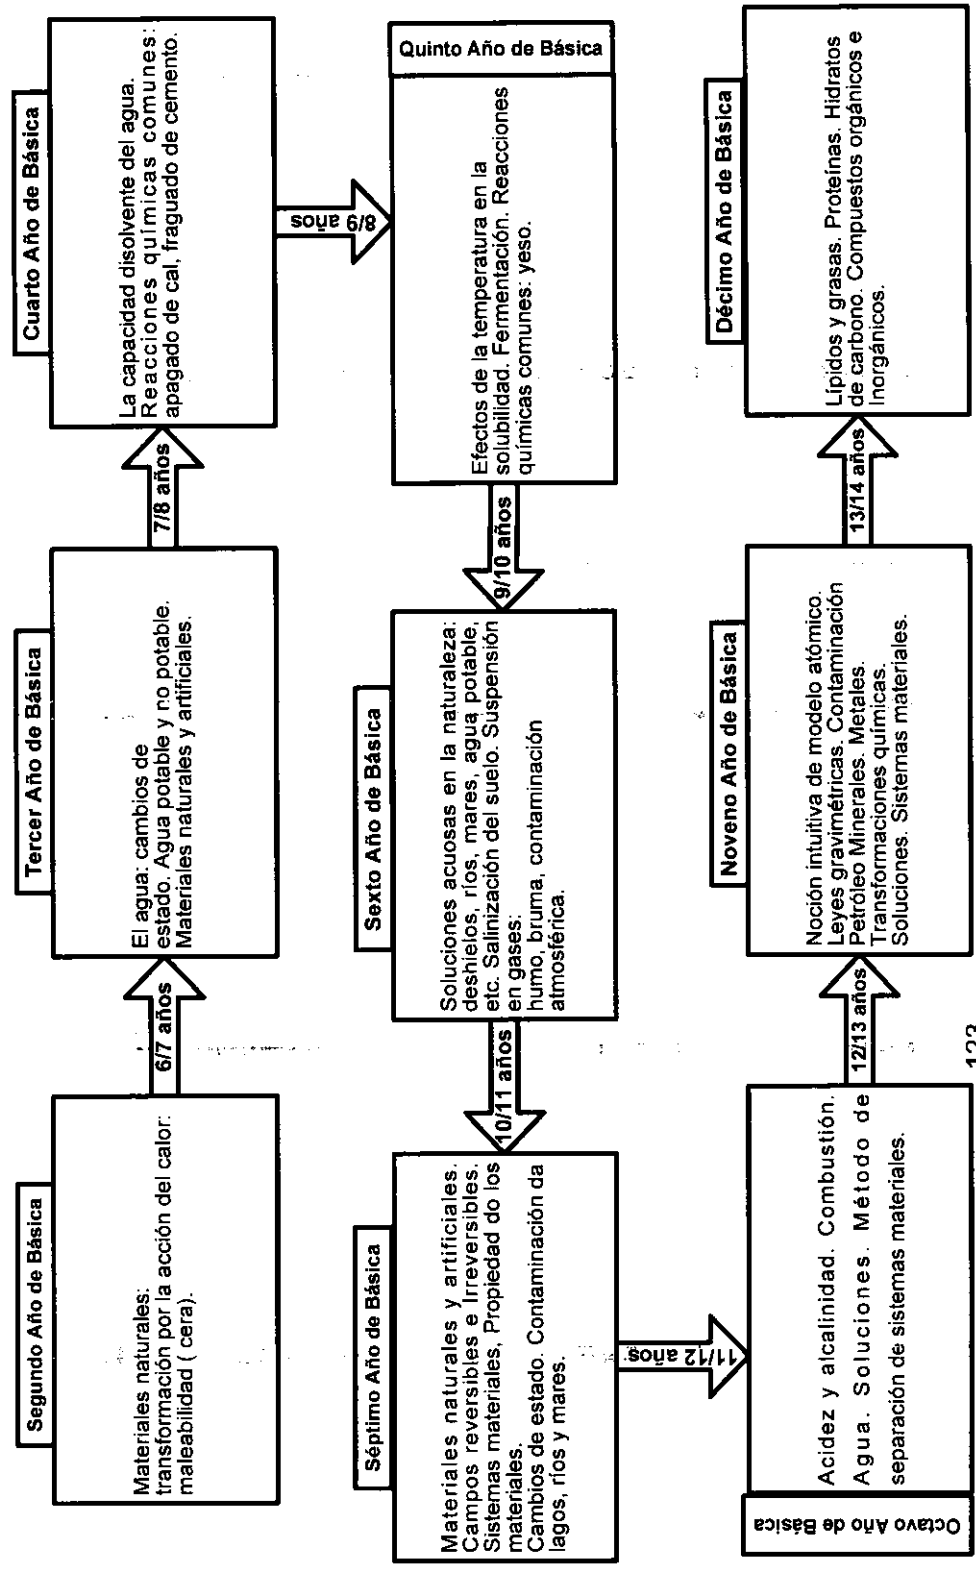 Segundo Año de Básica
Materiales naturales:
transformación por la acción del calor:
maleabilidad ( cera).
6/7 años
Tercer Año de Básica
El agua: cambios de
estado. Agua potable y no potable.
Materiales naturales y artificiales.
7/8 años
Cuarto Año de Básica
La capacidad disolvente del agua.
Reacciones químicas comunes:
apagado de cal, fraguado de cemento.
8/9 años
Quinto Año de Básica
Efectos de la temperatura en la
solubilidad. Fermentación. Reacciones
químicas comunes: yeso.
9/10 años
Sexto Año de Básica
Soluciones acuosas en la naturaleza:
deshielos, ríos, mares, agua potable,
etc. Salinización del suelo. Suspensión
en gases:
humo, bruma, contaminación
atmosférica.
10/11 años
Séptimo Año de Básica
Materiales naturales y artificiales.
Campos reversibles e Irreversibles.
Sistemas materiales, Propiedad do los
materiales.
Cambios de estado. Contaminación da
lagos, ríos y mares.
11/12 años
Octavo Año de Básica
Acidez y alcalinidad. Combustión.
Agua. Soluciones. Método de
separación de sistemas materiales.
12/13 años
Noveno Año de Básica
Noción intuitiva de modelo atómico.
Leyes gravimétricas. Contaminación
Petróleo Minerales. Metales.
Transformaciones químicas.
Soluciones. Sistemas materiales.
13/14 años
Décimo Año de Básica
Lípidos y grasas. Proteínas. Hidratos
de carbono. Compuestos orgánicos e
Inorgánicos.